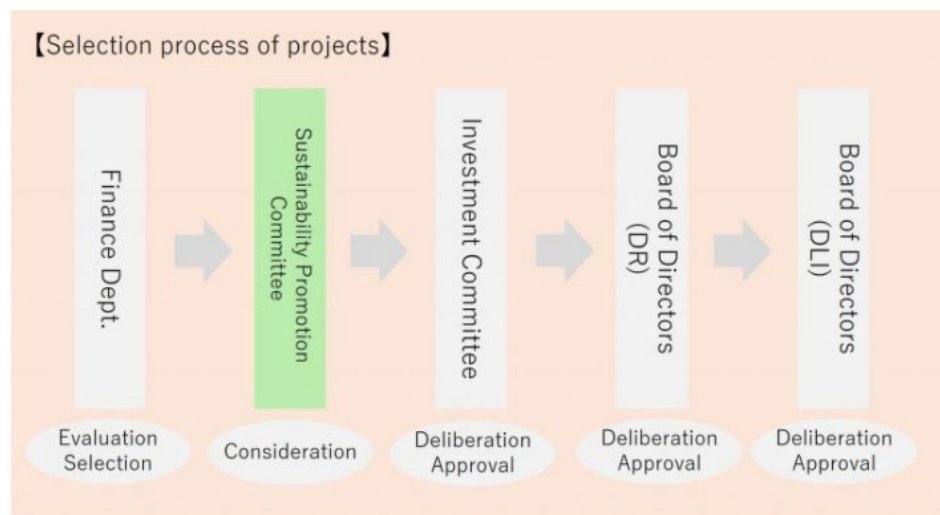 【Selection process of projects】
Finance Dept.
Sustainability Promotion
Committee
Investment Committee
Board of Directors
(DR)
Board of Directors
(DLI)
Evaluation
Selection
Consideration
Deliberation
Approval
Deliberation
Approval
Deliberation
Approval